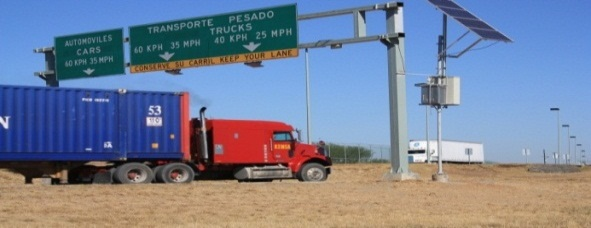 AUTOMOVILES
CARS
60 KPH 35 MPH
TRANSPORTE PESADO
TRUCKS
60 KPH 35 MPH 40 KPH 25 MPH
CONSERVE SU CARRIL KEEP YOUR LANE
53
N